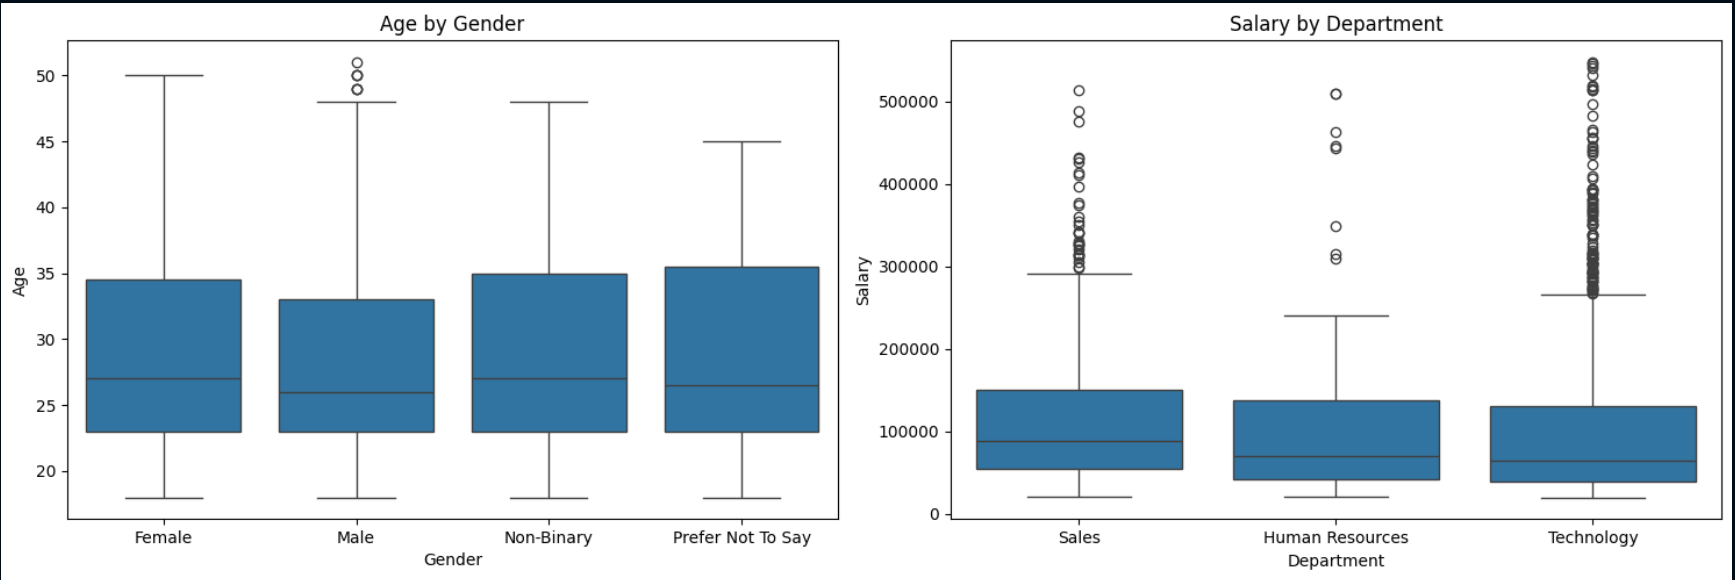 Age by Gender
50
45
40
35
30
25
20
Age
Female Male Non-Binary Prefer Not To Say
Gender
Salary by Department
500000
400000
300000
200000
100000
0
Salary
Sales Human Resources Technology
Department